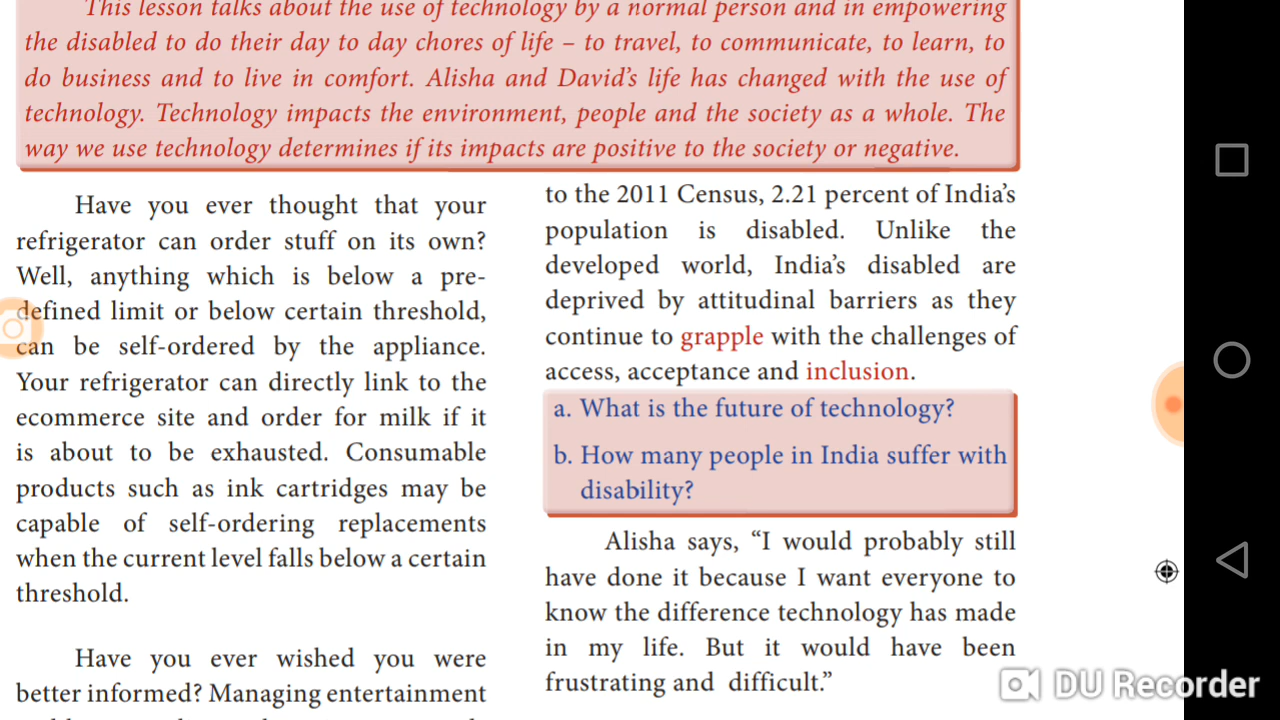 This lesson talks about the use of technology by a normal person and in empowering
the disabled to do their day to day chores of life – to travel, to communicate, to learn, to
do business and to live in comfort. Alisha and David's life has changed with the use of
technology. Technology impacts the environment, people and the society as a whole. The
way we use technology determines if its impacts are positive to the society or negative.
Have you ever thought that your
refrigerator can order stuff on its own?
Well, anything which is below a pre-
defined limit or below certain threshold,
can be self-ordered by the appliance.
Your refrigerator can directly link to the
ecommerce site and order for milk if it
is about to be exhausted. Consumable
products such as ink cartridges may be
capable of self-ordering replacements
when the current level falls below a certain
threshold.
Have you ever wished you were
better informed? Managing entertainment
to the 2011 Census, 2.21 percent of India's
population is disabled. Unlike the
developed world, India's disabled are
deprived by attitudinal barriers as they
continue to grapple with the challenges of
access, acceptance and inclusion.
a. What is the future of technology?
b. How many people in India suffer with
disability?
Alisha says, "I would probably still
have done it because I want everyone to
know the difference technology has made
in my life. But it would have been
frustrating and difficult."
DU Recorder